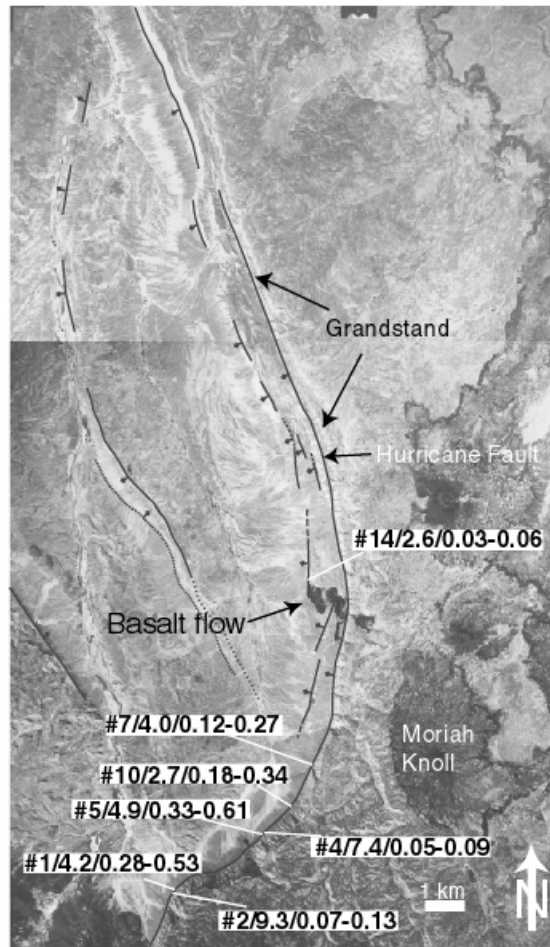 Grandstand
Hurricane Fault
#14/2.6/0.03-0.06
Basalt flow
#7/4.0/0.12-0.27
Moriah
Knoll
#10/2.7/0.18-0.34
#5/4.9/0.33-0.61
#4/7.4/0.05-0.09
#1/4.2/0.28-0.53
1 km
N
#2/9.3/0.07-0.13